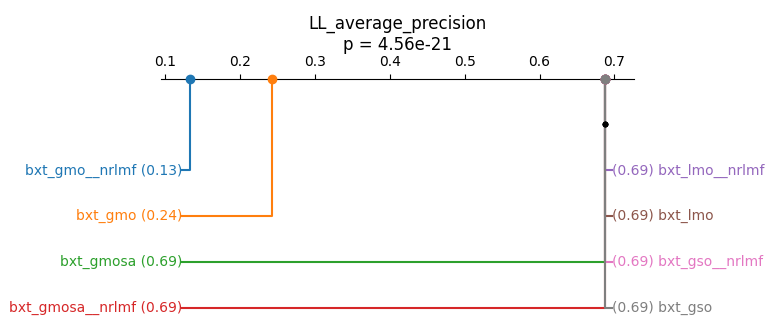 LL_average_precision
p = 4.56e-21
0.1 0.2 0.3 0.4 0.5 0.6 0.7
bxt_gmo__nrlmf (0.13) (0.69) bxt_lmo__nrlmf
bxt_gmo (0.24) (0.69) bxt_lmo
bxt_gmosa (0.69) (0.69) bxt_gso__nrlmf
bxt_gmosa__nrlmf (0.69) (0.69) bxt_gso